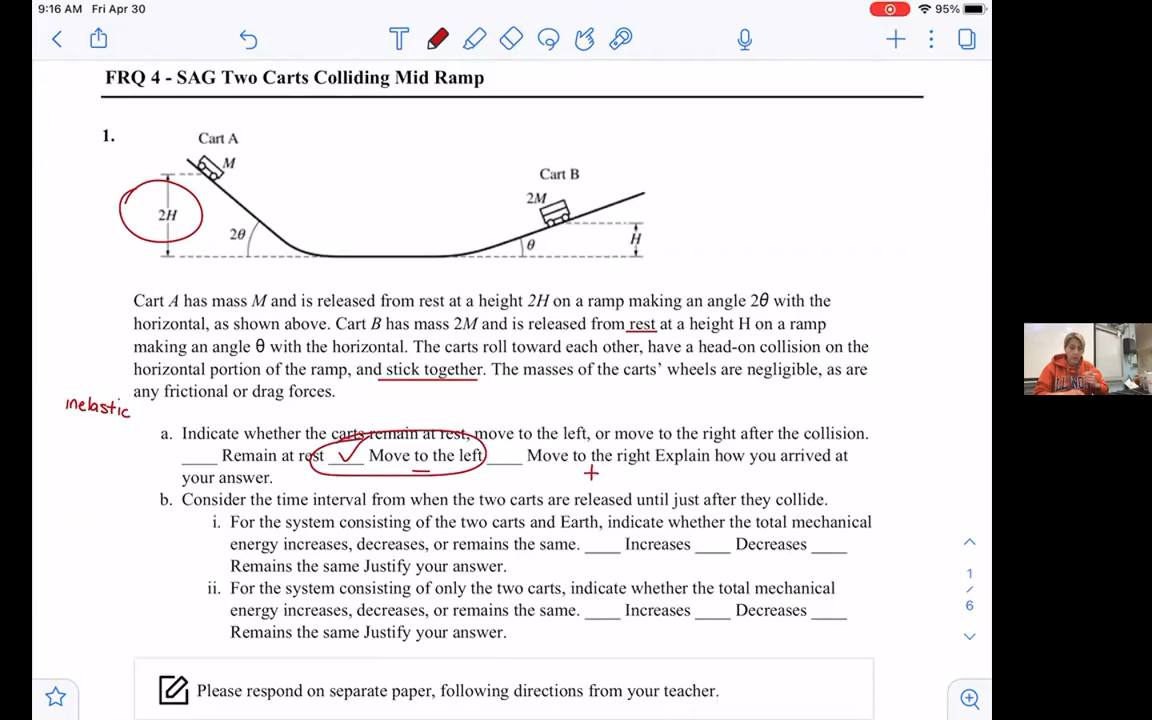 9:16 AM Fri Apr 30
95%
FRQ 4 - SAG Two Carts Colliding Mid Ramp
1.
Cart A
M
2H
2θ
Cart B
2M
θ
H
Cart A has mass M and is released from rest at a height 2H on a ramp making an angle 2θ with the
horizontal, as shown above. Cart B has mass 2M and is released from rest at a height H on a ramp
making an angle θ with the horizontal. The carts roll toward each other, have a head-on collision on the
horizontal portion of the ramp, and stick together. The masses of the carts' wheels are negligible, as are
any frictional or drag forces.
inelastic
a. Indicate whether the carts remain at rest, move to the left, or move to the right after the collision.
____ Remain at rest ____ Move to the left ____ Move to the right Explain how you arrived at
your answer.
- +
b. Consider the time interval from when the two carts are released until just after they collide.
i. For the system consisting of the two carts and Earth, indicate whether the total mechanical
energy increases, decreases, or remains the same. ____ Increases ____ Decreases ____
Remains the same Justify your answer.
ii. For the system consisting of only the two carts, indicate whether the total mechanical
energy increases, decreases, or remains the same. ____ Increases ____ Decreases ____
Remains the same Justify your answer.
Please respond on separate paper, following directions from your teacher.
1
/
6
ILLINOIS